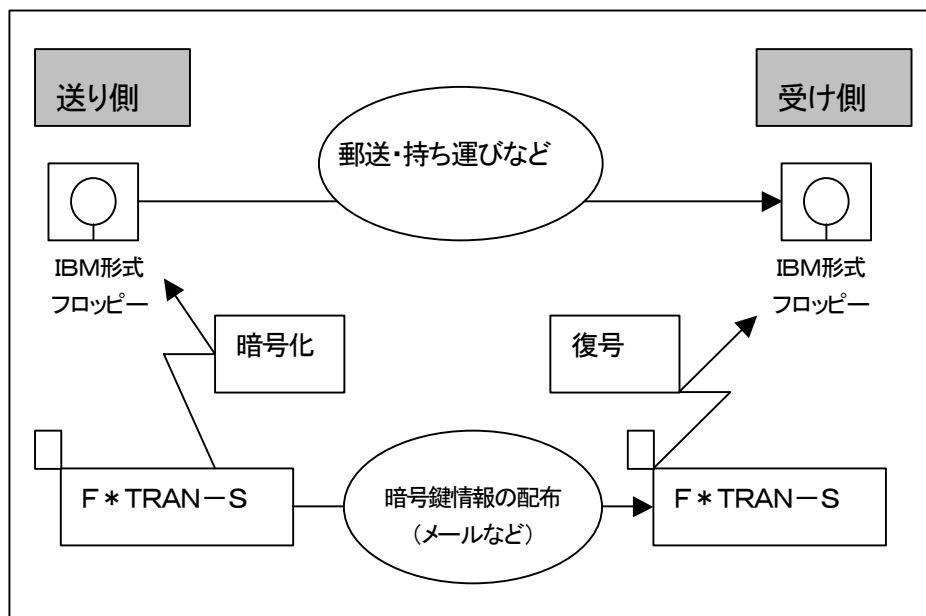 送り側
受け側
郵送・持ち運びなど
IBM形式
フロッピー
IBM形式
フロッピー
暗号化
復号
F*TRAN-S
暗号鍵情報の配布
(メールなど)
F*TRAN-S